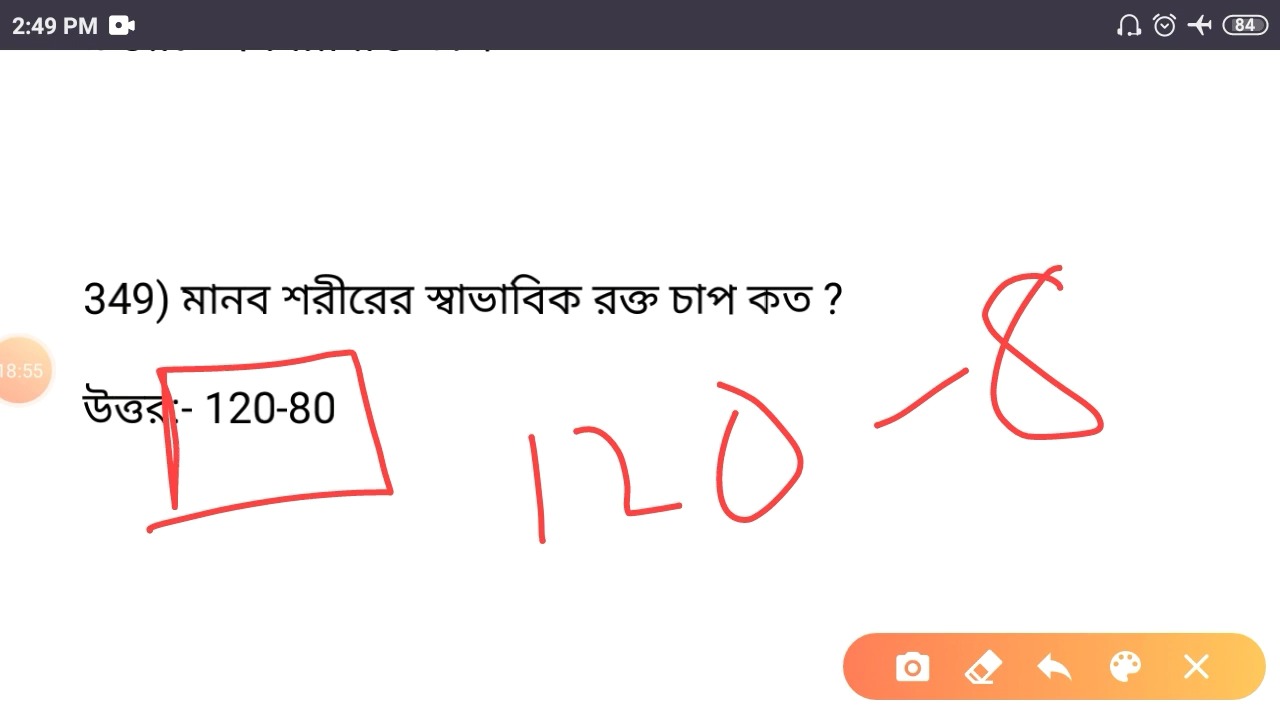 2:49 PM
84
349) মানব শরীরের স্বাভাবিক রক্ত চাপ কত ?
18:55
উত্তর:- 120-80
120 - 8